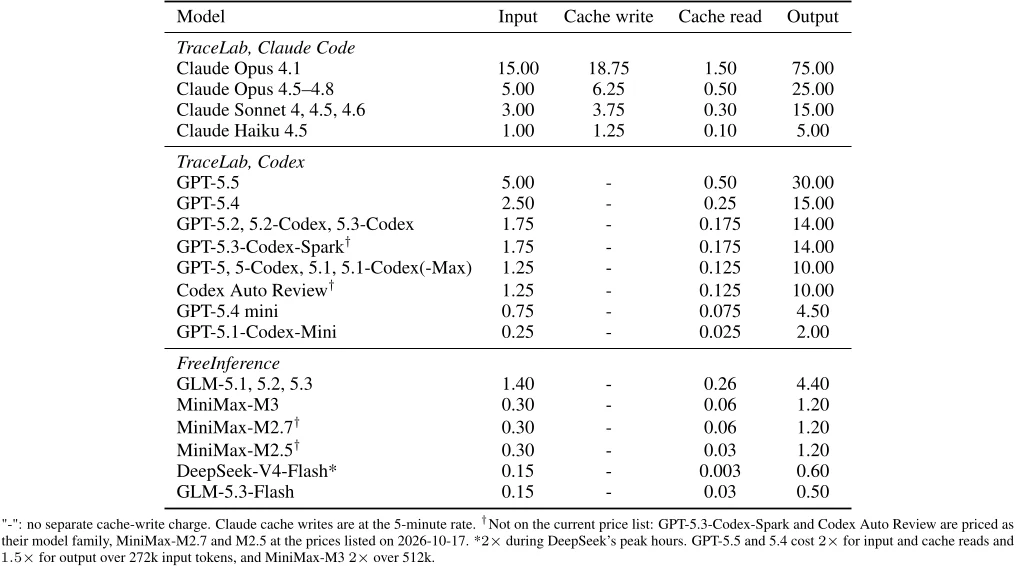 Model Input Cache write Cache read Output
TraceLab, Claude Code
Claude Opus 4.1 15.00 18.75 1.50 75.00
Claude Opus 4.5–4.8 5.00 6.25 0.50 25.00
Claude Sonnet 4, 4.5, 4.6 3.00 3.75 0.30 15.00
Claude Haiku 4.5 1.00 1.25 0.10 5.00
TraceLab, Codex
GPT-5.5 5.00 - 0.50 30.00
GPT-5.4 2.50 - 0.25 15.00
GPT-5.2, 5.2-Codex, 5.3-Codex 1.75 - 0.175 14.00
GPT-5.3-Codex-Spark† 1.75 - 0.175 14.00
GPT-5, 5-Codex, 5.1, 5.1-Codex(-Max) 1.25 - 0.125 10.00
Codex Auto Review† 1.25 - 0.125 10.00
GPT-5.4 mini 0.75 - 0.075 4.50
GPT-5.1-Codex-Mini 0.25 - 0.025 2.00
FreeInference
GLM-5.1, 5.2, 5.3 1.40 - 0.26 4.40
MiniMax-M3 0.30 - 0.06 1.20
MiniMax-M2.7† 0.30 - 0.06 1.20
MiniMax-M2.5† 0.30 - 0.03 1.20
DeepSeek-V4-Flash* 0.15 - 0.003 0.60
GLM-5.3-Flash 0.15 - 0.03 0.50
"-": no separate cache-write charge. Claude cache writes are at the 5-minute rate. †Not on the current price list: GPT-5.3-Codex-Spark and Codex Auto Review are priced as
their model family, MiniMax-M2.7 and M2.5 at the prices listed on 2026-10-17. *2× during DeepSeek's peak hours. GPT-5.5 and 5.4 cost 2× for input and cache reads and
1.5× for output over 272k input tokens, and MiniMax-M3 2× over 512k.